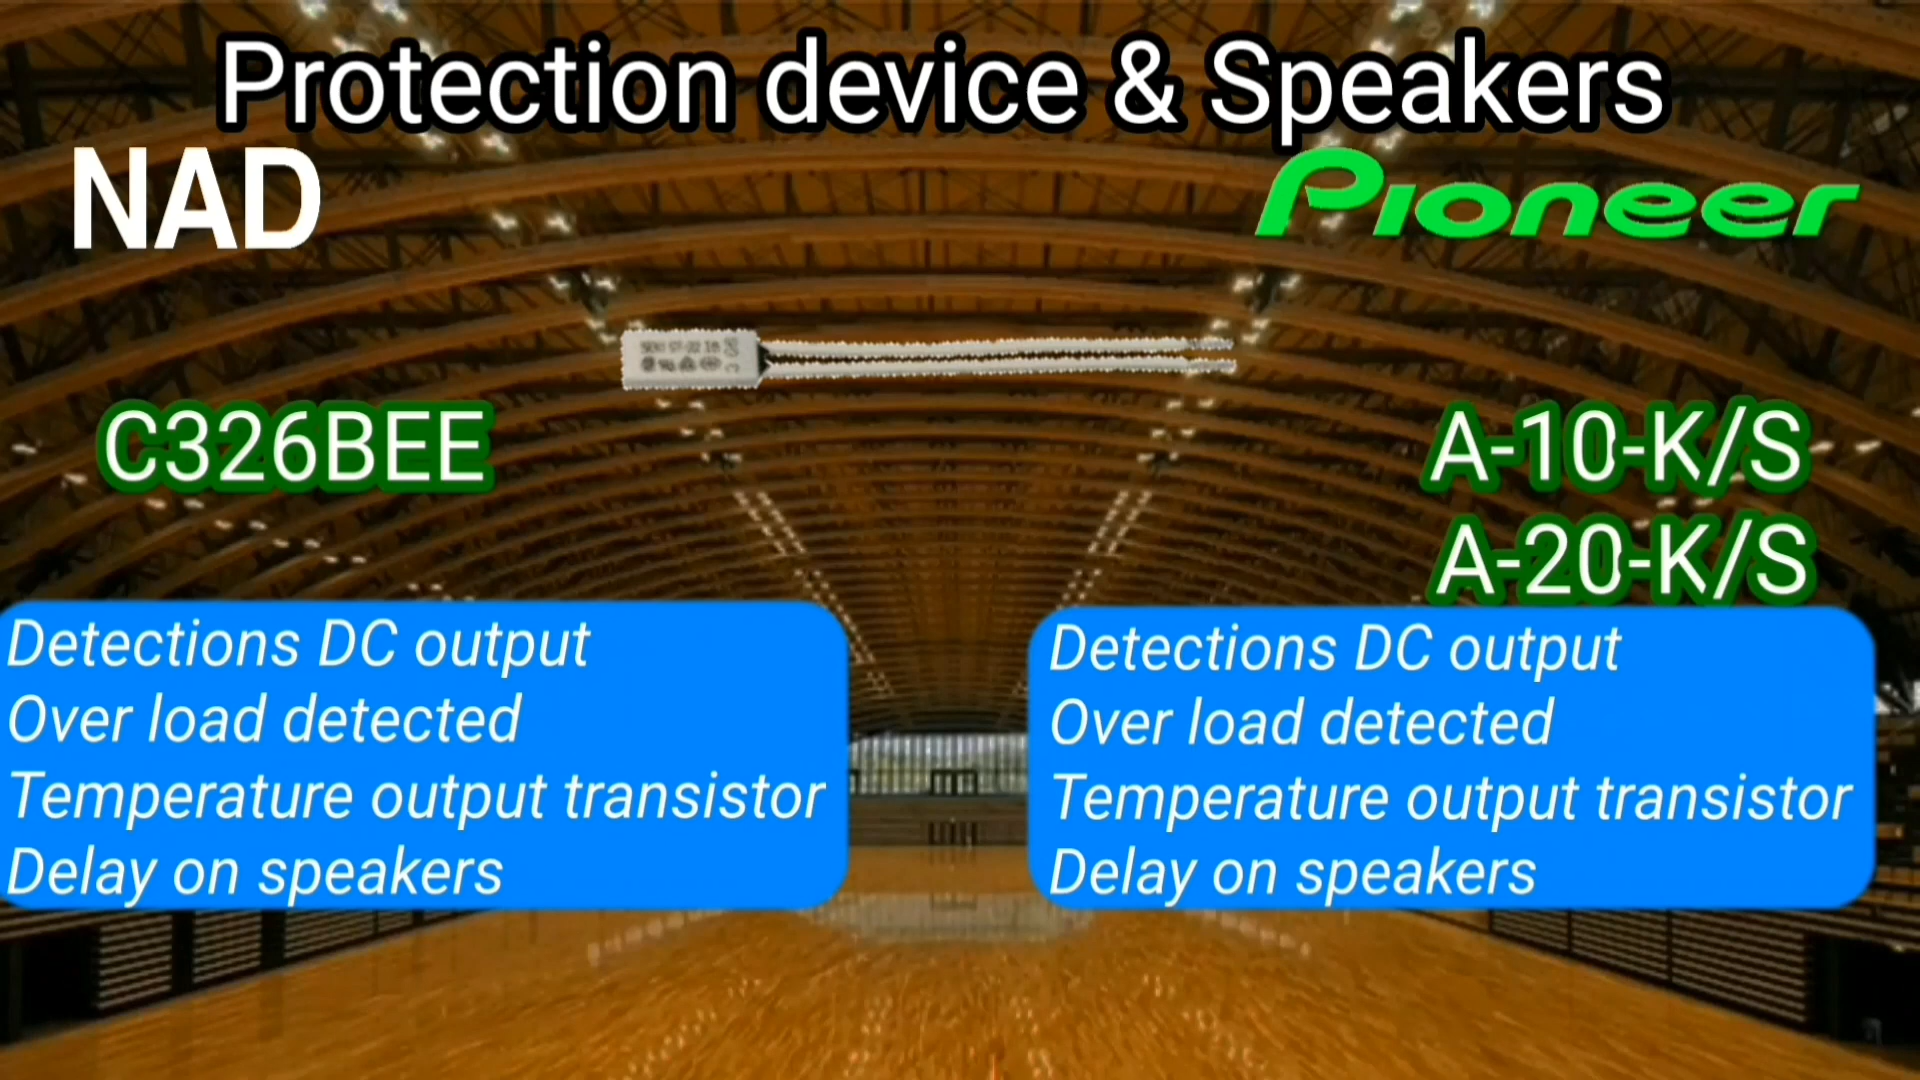 Protection device & Speakers
NAD
Pioneer
C326BEE
A-10-K/S
A-20-K/S
Detections DC output
Over load detected
Temperature output transistor
Delay on speakers
Detections DC output
Over load detected
Temperature output transistor
Delay on speakers